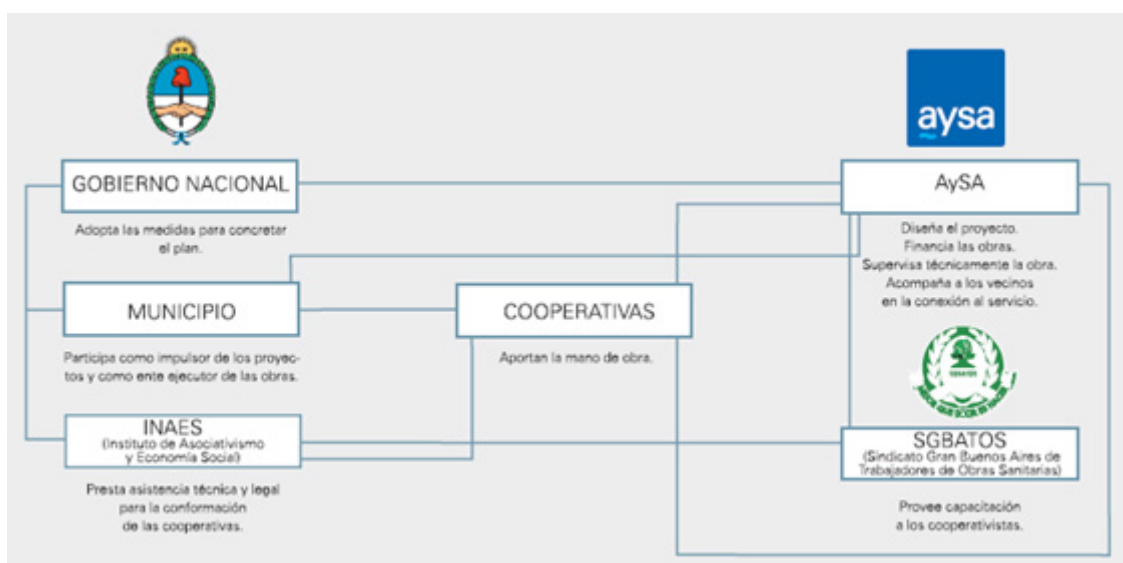 aysa
GOBIERNO NACIONAL
Adopta las medidas para concretar
el plan.
AySA
Diseña el proyecto.
Financia las obras.
Supervisa técnicamente la obra.
Acompaña a los vecinos
en la conexión al servicio.
MUNICIPIO
Participa como impulsor de los proyec-
tos y como ente ejecutor de las obras.
COOPERATIVAS
Aportan la mano de obra.
INAES
(Instituto de Asociativismo
y Economía Social)
Presta asistencia técnica y legal
para la conformación
de las cooperativas.
SGBATOS
(Sindicato Gran Buenos Aires de
Trabajadores de Obras Sanitarias)
Provee capacitación
a los cooperativistas.